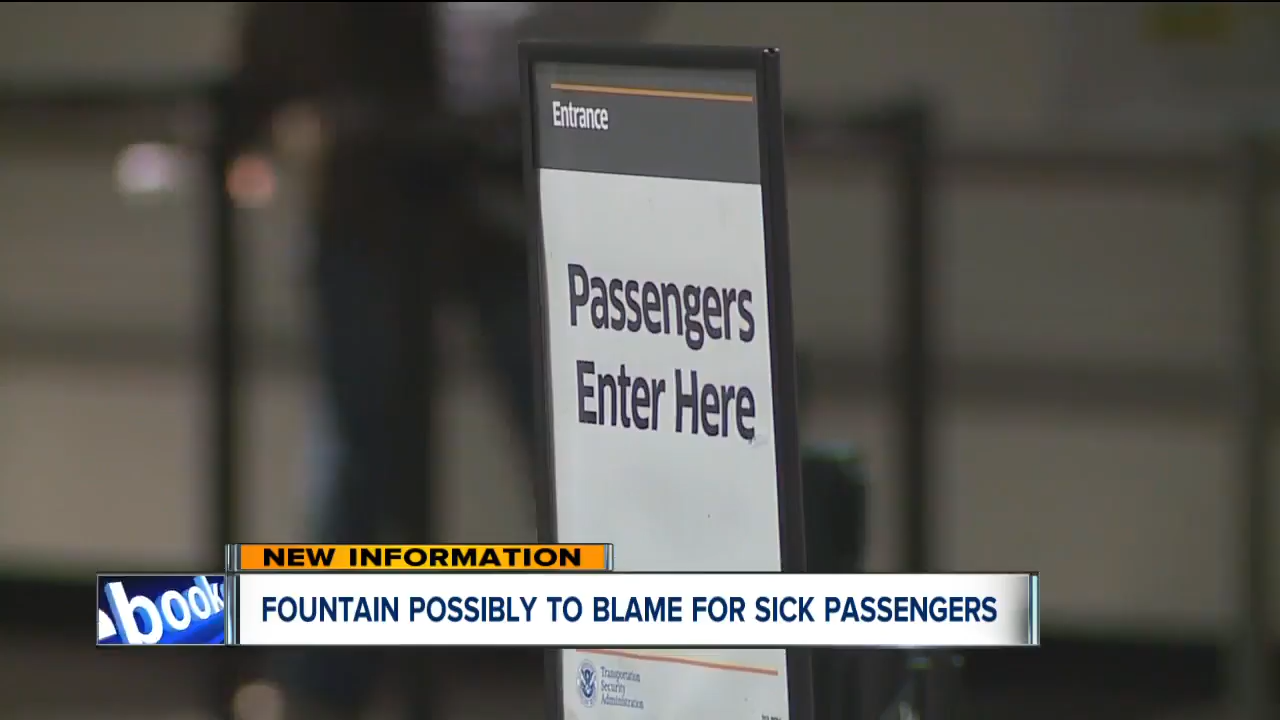 Entrance
Passengers
Enter Here
NEW INFORMATION
book
FOUNTAIN POSSIBLY TO BLAME FOR SICK PASSENGERS
Transportation
Security
Administration